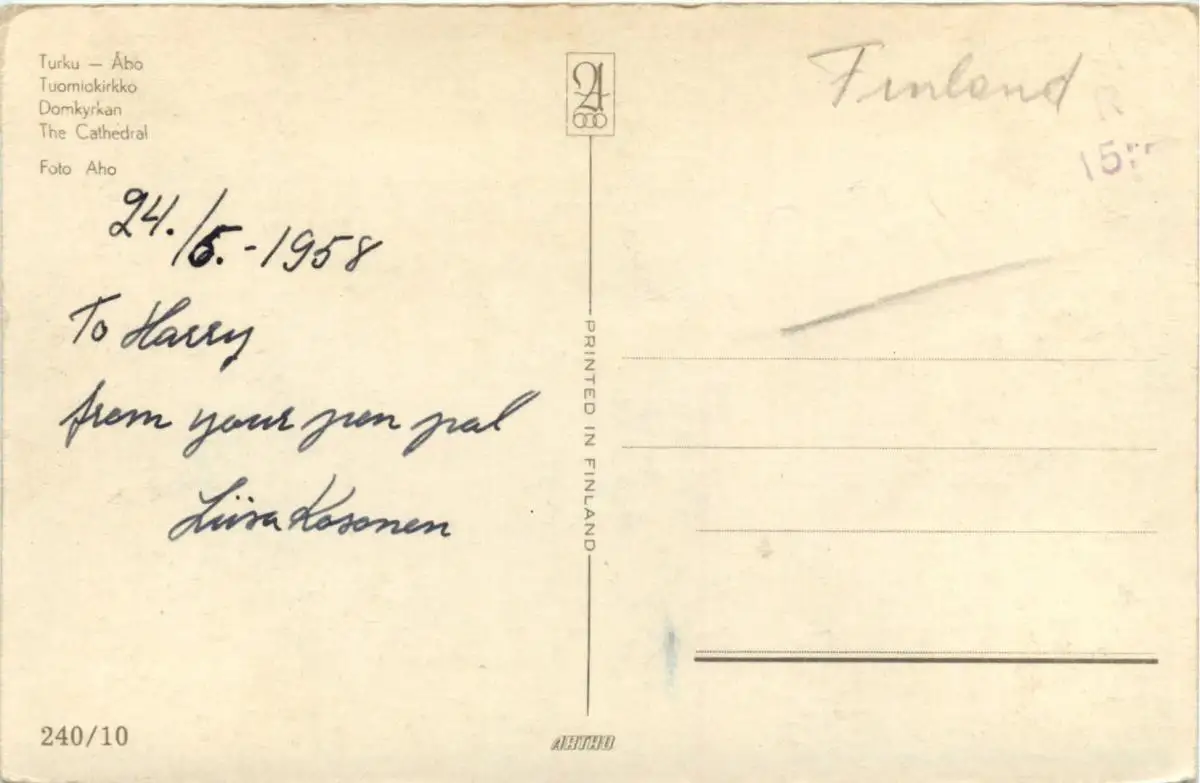 Turku — Åbo
Tuomiokirkko
Domkyrkan
The Cathedral
Foto Aho
24./5.-1958
To Harry
from your pen pal
Liisa Kosonen
240/10
PRINTED IN FINLAND
ARTHO
Finland
15